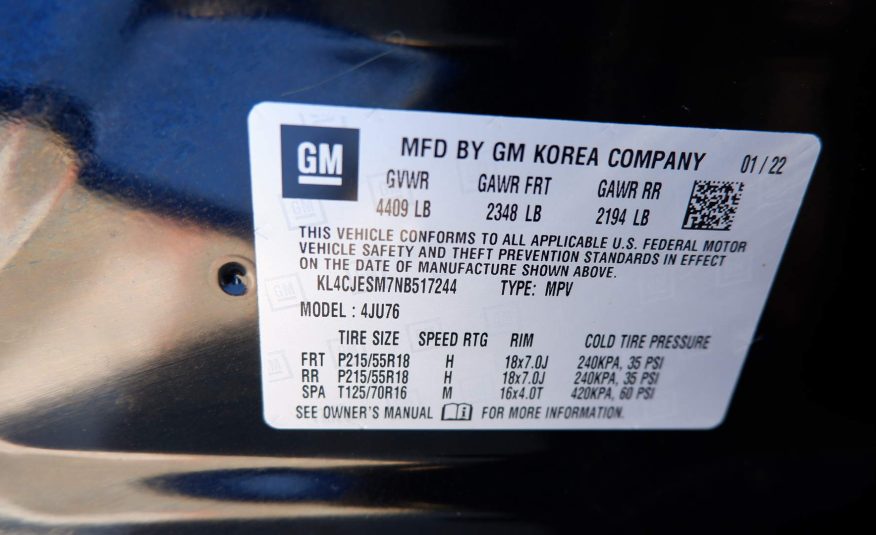 GM MFD BY GM KOREA COMPANY 01 / 22
GVWR GAWR FRT GAWR RR
4409 LB 2348 LB 2194 LB
THIS VEHICLE CONFORMS TO ALL APPLICABLE U.S. FEDERAL MOTOR
VEHICLE SAFETY AND THEFT PREVENTION STANDARDS IN EFFECT
ON THE DATE OF MANUFACTURE SHOWN ABOVE.
KL4CJESM7NB517244 TYPE: MPV
MODEL : 4JU76
TIRE SIZE SPEED RTG RIM COLD TIRE PRESSURE
FRT P215/55R18 H 18x7.0J 240KPA, 35 PSI
RR P215/55R18 H 18x7.0J 240KPA, 35 PSI
SPA T125/70R16 M 16x4.0T 420KPA, 60 PSI
SEE OWNER'S MANUAL FOR MORE INFORMATION.